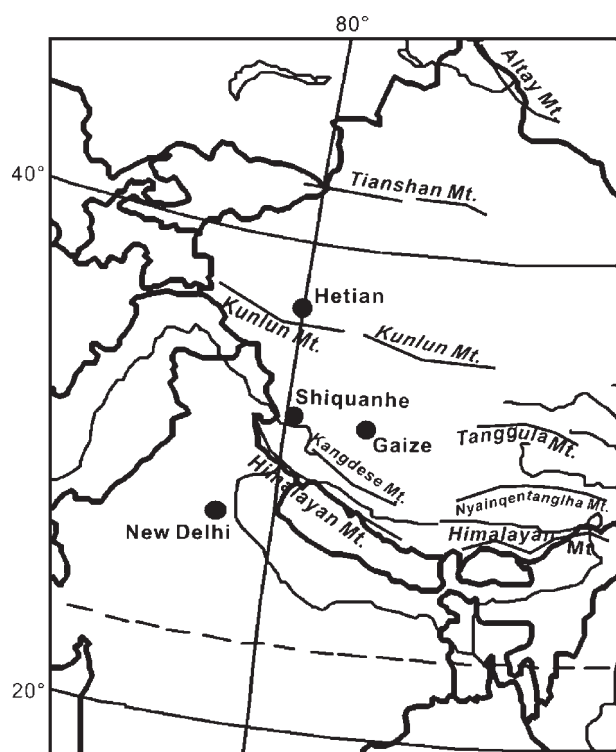 80°
Altay Mt.
40°
Tianshan Mt.
Hetian
Kunlun Mt.
Kunlun Mt.
Shiquanhe
Gaize
Tanggula Mt.
Kangdese Mt.
Himalayan Mt.
Nyainqentanglha Mt.
New Delhi
Himalayan Mt.
20°